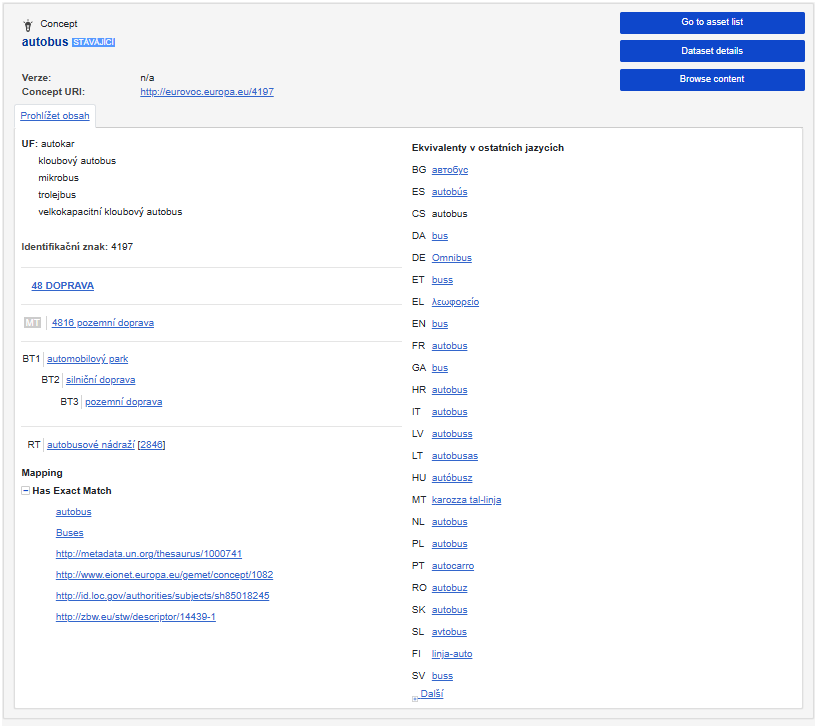 Concept
autobus STÁVAJÍCÍ
Go to asset list
Dataset details
Browse content
Verze: n/a
Concept URI: http://eurovoc.europa.eu/4197
Prohlížet obsah
UF: autokar
kloubový autobus
mikrobus
trolejbus
velkokapacitní kloubový autobus
Identifikační znak: 4197
48 DOPRAVA
MT 4816 pozemní doprava
BT1 automobilový park
BT2 silniční doprava
BT3 pozemní doprava
RT autobusové nádraží [2846]
Mapping
Has Exact Match
autobus
Buses
http://metadata.un.org/thesaurus/1000741
http://www.eionet.europa.eu/gemet/concept/1082
http://id.loc.gov/authorities/subjects/sh85018245
http://zbw.eu/stw/descriptor/14439-1
Ekvivalenty v ostatních jazycích
BG автобус
ES autobús
CS autobus
DA bus
DE Omnibus
ET buss
EL λεωφορείο
EN bus
FR autobus
GA bus
HR autobus
IT autobus
LV autobuss
LT autobusas
HU autóbusz
MT karozza tal-linja
NL autobus
PL autobus
PT autocarro
RO autobuz
SK autobus
SL avtobus
FI linja-auto
SV buss
Další